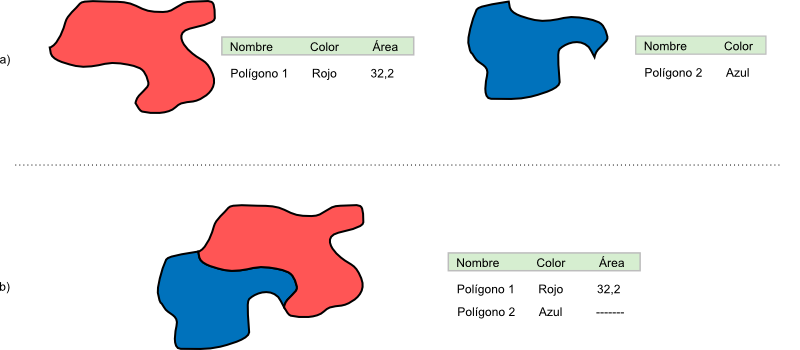 a)
Nombre Color Área
Polígono 1 Rojo 32,2
Nombre Color
Polígono 2 Azul
b)
Nombre Color Área
Polígono 1 Rojo 32,2
Polígono 2 Azul -------